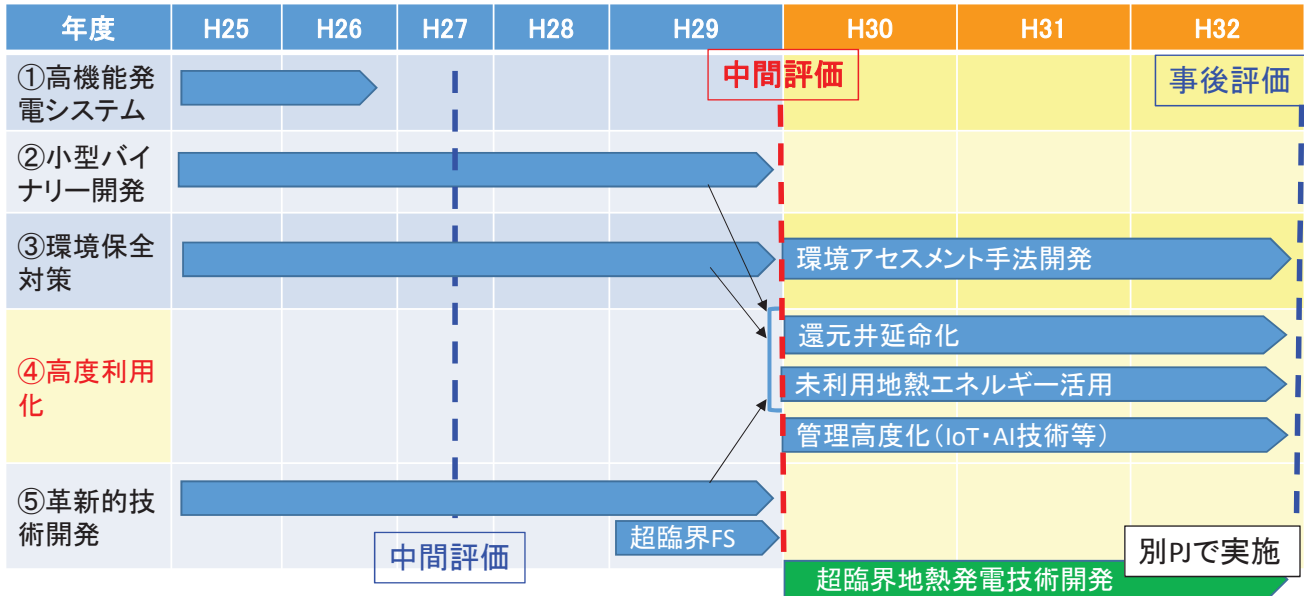 年度 H25 H26 H27 H28 H29 H30 H31 H32
中間評価
事後評価
①高機能発
電システム
②小型バイ
ナリー開発
③環境保全
対策
環境アセスメント手法開発
④高度利用
化
還元井延命化
未利用地熱エネルギー活用
管理高度化（IoT・AI技術等）
⑤革新的技
術開発
超臨界FS
中間評価
別PJで実施
超臨界地熱発電技術開発